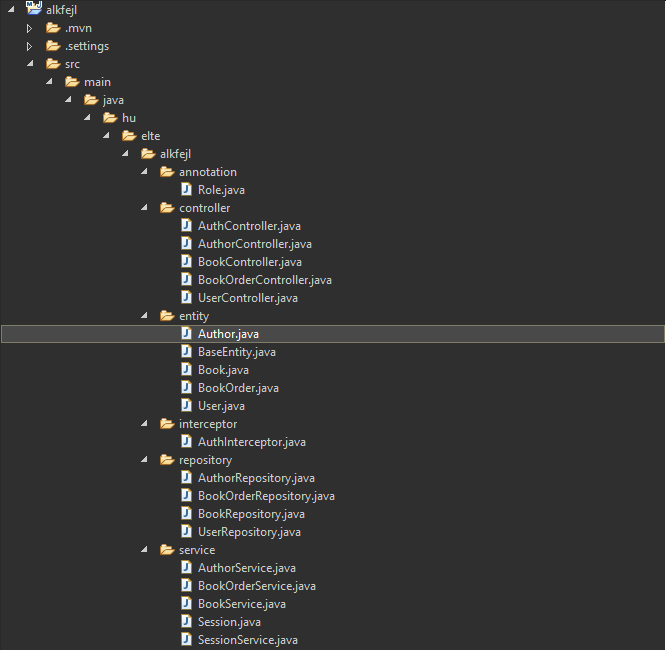 alkfejl
.mvn
.settings
src
main
java
hu
elte
alkfejl
annotation
Role.java
controller
AuthController.java
AuthorController.java
BookController.java
BookOrderController.java
UserController.java
entity
Author.java
BaseEntity.java
Book.java
BookOrder.java
User.java
interceptor
AuthInterceptor.java
repository
AuthorRepository.java
BookOrderRepository.java
BookRepository.java
UserRepository.java
service
AuthorService.java
BookOrderService.java
BookService.java
Session.java
SessionService.java